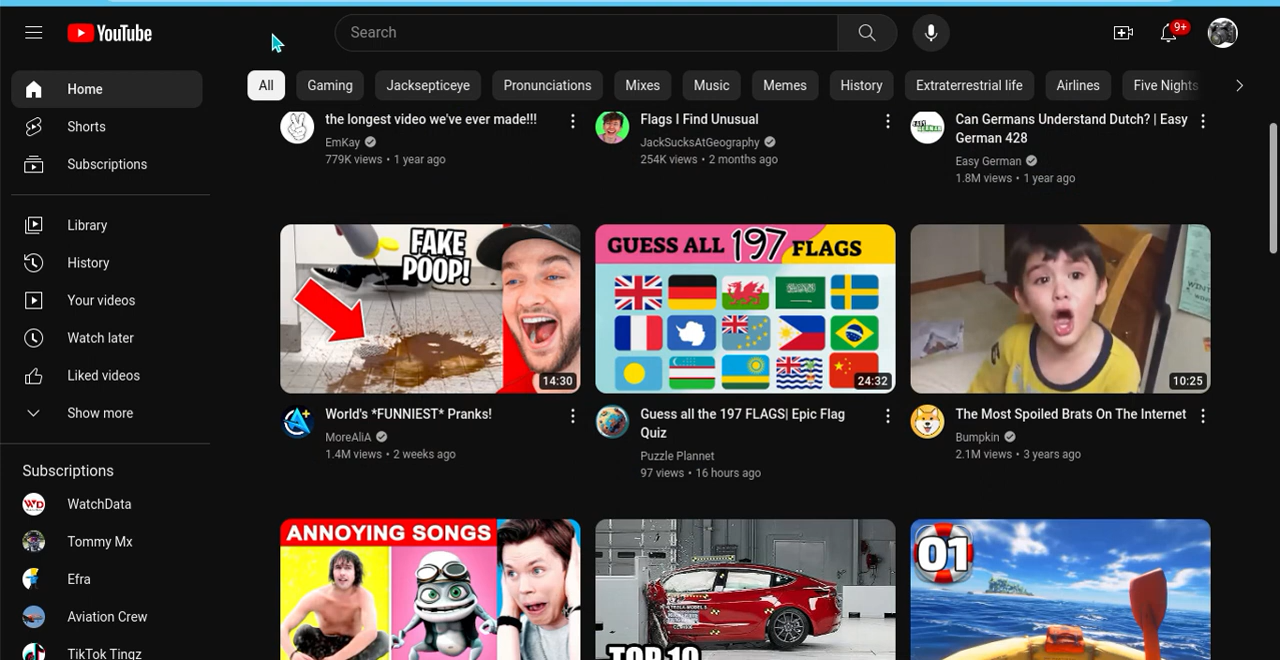 YouTube
Search
9+
Home
Shorts
Subscriptions
Library
History
Your videos
Watch later
Liked videos
Show more
Subscriptions
WatchData
Tommy Mx
Efra
Aviation Crew
TikTok Tingz
All
Gaming
Jacksepticeye
Pronunciations
Mixes
Music
Memes
History
Extraterrestrial life
Airlines
Five Nights
the longest video we've ever made!!!
EmKay
779K views • 1 year ago
Flags I Find Unusual
JackSucksAtGeography
254K views • 2 months ago
Can Germans Understand Dutch? | Easy
German 428
Easy German
1.8M views • 1 year ago
FAKE
POOP!
14:30
World's *FUNNIEST* Pranks!
MoreAliA
1.4M views • 2 weeks ago
GUESS ALL 197 FLAGS
24:32
Guess all the 197 FLAGS| Epic Flag
Quiz
Puzzle Plannet
97 views • 16 hours ago
10:25
The Most Spoiled Brats On The Internet
Bumpkin
2.1M views • 3 years ago
ANNOYING SONGS
TOP 10
01